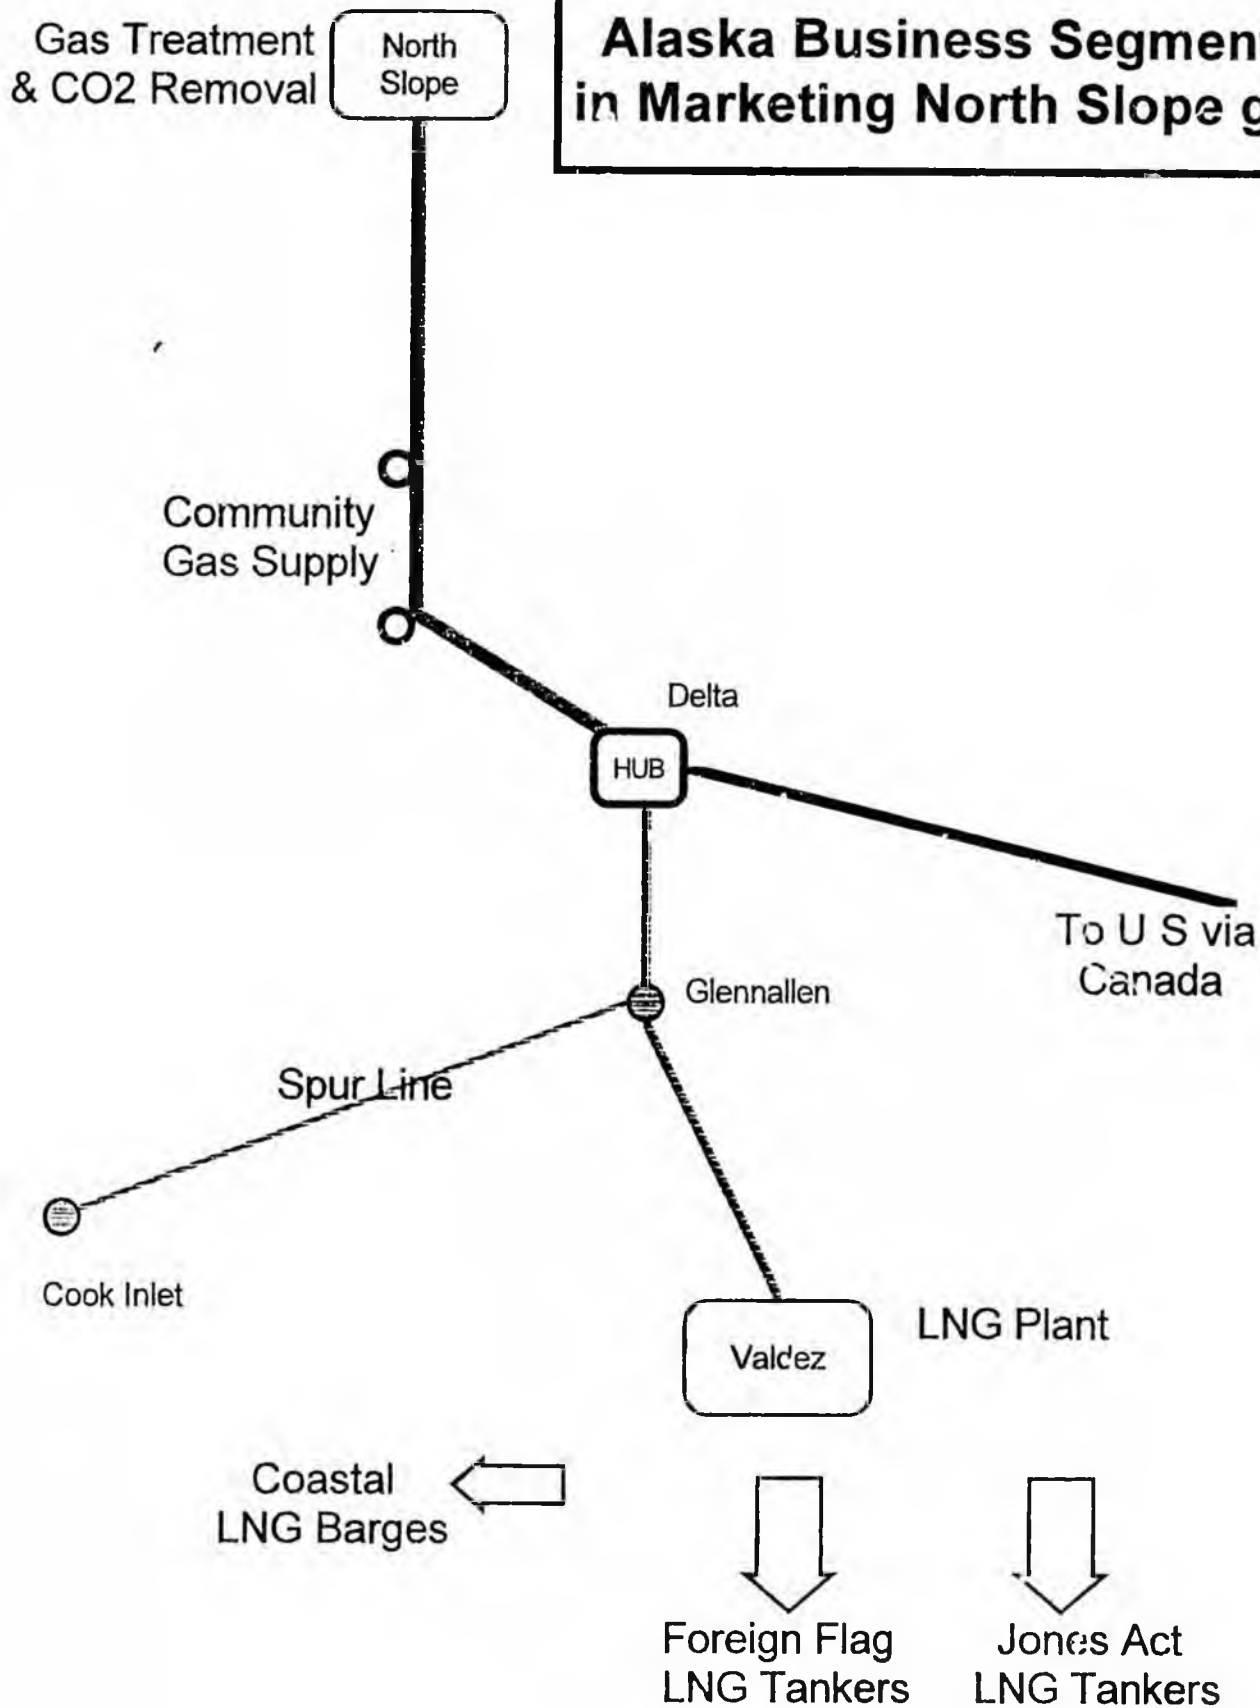 Gas Treatment
& CO2 Removal
North
Slope
Alaska Business Segmen
in Marketing North Slope g
Community
Gas Supply
Delta
HUB
To U S via
Canada
Glennallen
Spur Line
Cook Inlet
Valdez
LNG Plant
Coastal
LNG Barges
Foreign Flag
LNG Tankers
Jones Act
LNG Tankers